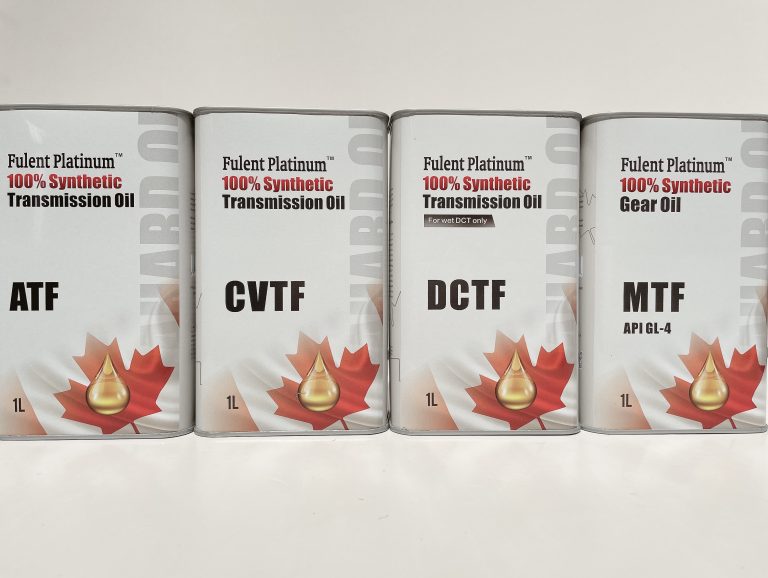 Fulent Platinum™
100% Synthetic
Transmission Oil
ATF
1L
Fulent Platinum™
100% Synthetic
Transmission Oil
CVTF
1L
Fulent Platinum™
100% Synthetic
Transmission Oil
For wet DCT only
DCTF
1L
Fulent Platinum™
100% Synthetic
Gear Oil
MTF
API GL-4
1L